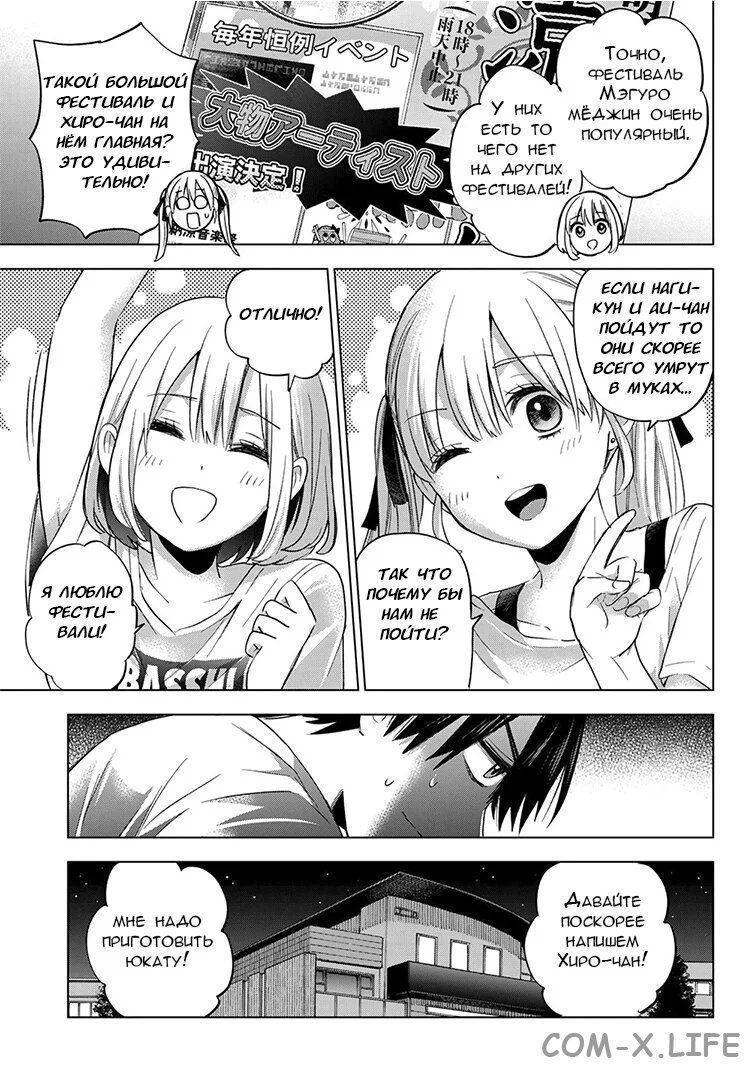 Точно,
фестиваль
Мэгуро
мёджин очень
популярный.
У них
есть то
чего нет
на других
фестивалей!
毎年恒例イベント
18時～21時
雨天中止
大物アーティスト
出演決定！
ТАКОЙ БОЛЬШОЙ
ФЕСТИВАЛЬ И
ХИРО-ЧАН НА
НЁМ ГЛАВНАЯ?
ЭТО УДИВИ-
ТЕЛЬНО!
ЕСЛИ НАГИ-
КУН И АИ-ЧАН
ПОЙДУТ ТО
ОНИ СКОРЕЕ
ВСЕГО УМРУТ
В МУКАХ...
ТАК ЧТО
ПОЧЕМУ БЫ
НАМ НЕ
ПОЙТИ?
ОТЛИЧНО!
Я ЛЮБЛЮ
ФЕСТИ-
ВАЛИ!
BASSHI
Давайте
поскорее
напишем
Хиро-чан!
мне надо
приготовить
юкату!
COM-X.LIFE